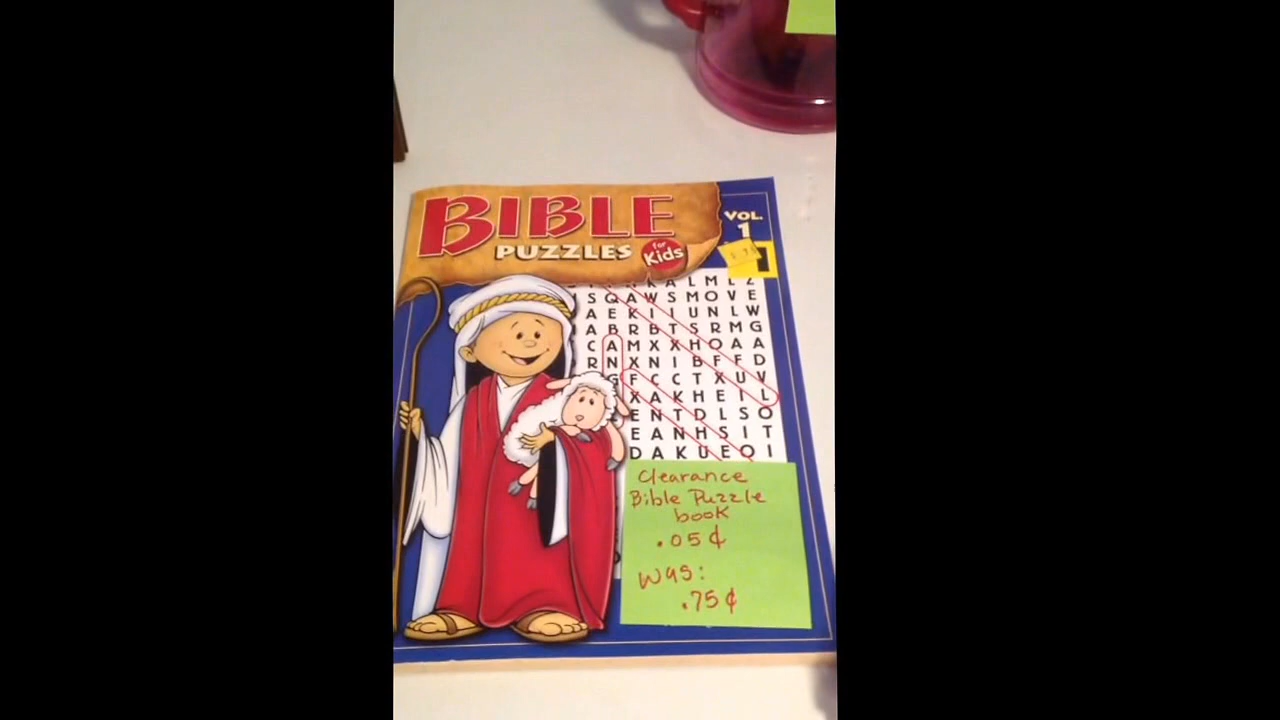 BIBLE
PUZZLES for Kids
VOL.
1
K A L M L Z
S Q A W S M O V E
A E K I L U N L W
A B R B T S R M G
C A M X X H O A A
R N X N I B F F D
G F C C T X U V
X A K H E I L
E N T D L S O
E A N H S I T
D A K U E O I
Clearance
Bible Puzzle
book
.05¢
Was:
.75¢